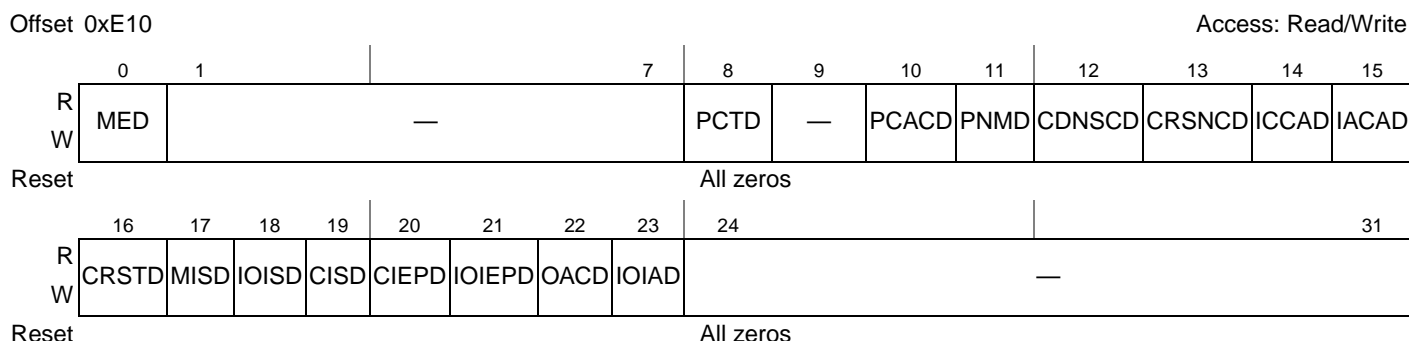 Offset 0xE10 Access: Read/Write
0 1 7 8 9 10 11 12 13 14 15
R
W
MED — PCTD — PCACD PNMD CDNSCD CRSNCD ICCAD IACAD
Reset All zeros
16 17 18 19 20 21 22 23 24 31
R
W
CRSTD MISD IOISD CISD CIEPD IOIEPD OACD IOIAD —
Reset All zeros